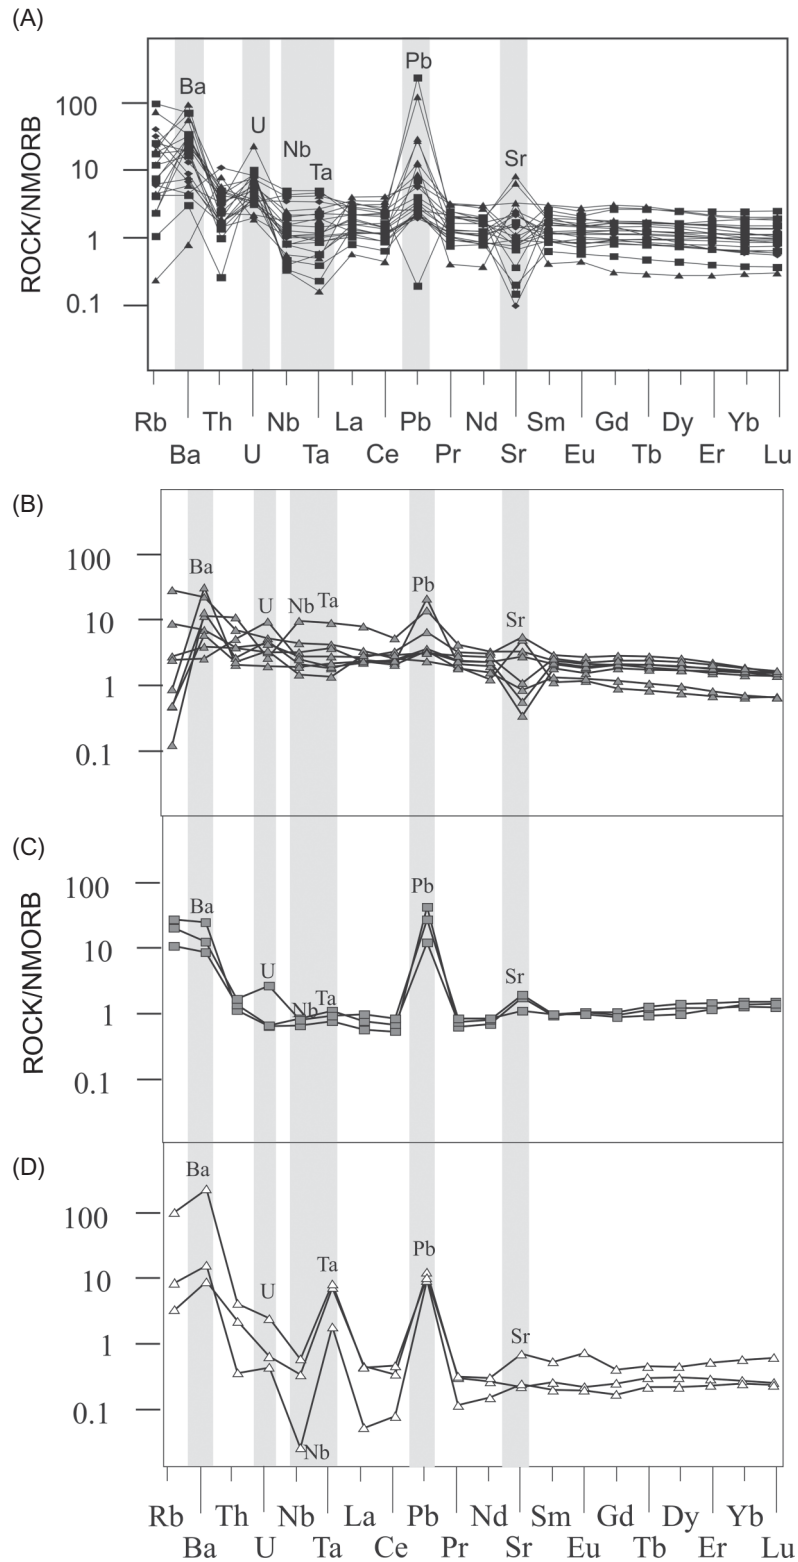 (A)
Pb
100
Ba
U
Nb
Sr
10
Ta
1
0.1
ROCK/NMORB
Rb Th Nb La Pb Nd Sm Gd Dy Yb
Ba U Ta Ce Pr Sr Eu Tb Er Lu
(B)
100
Ba
Pb
U Nb Ta
Sr
10
1
0.1
(C)
100
Ba
Pb
10
U
Sr
Nb Ta
1
0.1
ROCK/NMORB
(D)
Ba
100
Pb
Ta
10
U
Sr
1
0.1
Nb
Rb Th Nb La Pb Nd Sm Gd Dy Yb
Ba U Ta Ce Pr Sr Eu Tb Er Lu